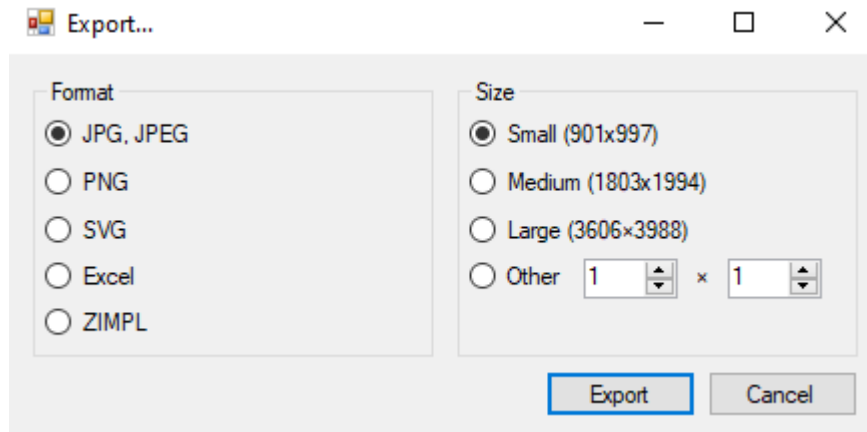 Export...
Format
JPG, JPEG
PNG
SVG
Excel
ZIMPL
Size
Small (901x997)
Medium (1803x1994)
Large (3606×3988)
Other 1 × 1
Export Cancel